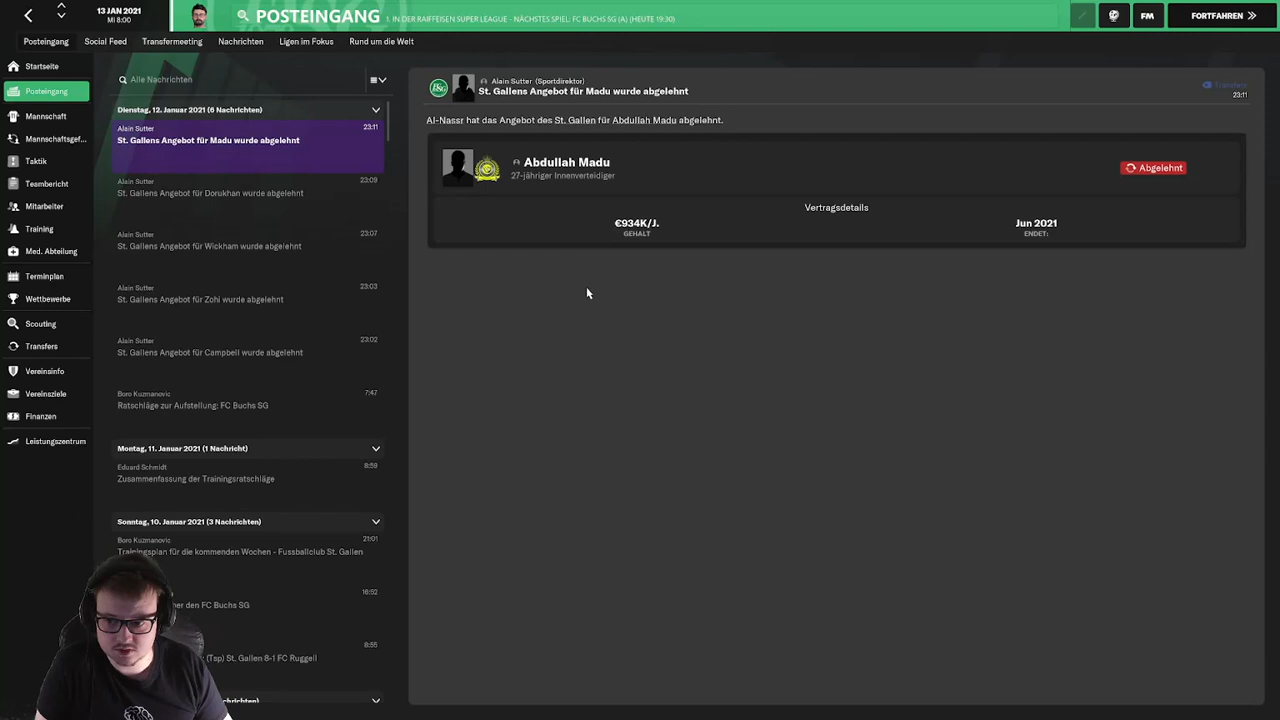 13 JAN 2021
Mi 8:00
POSTEINGANG
1. IN DER RAIFFEISEN SUPER LEAGUE - NÄCHSTES SPIEL: FC BUCHS SG (A) (HEUTE 19:30)
FM
FORTFAHREN
Posteingang
Social Feed
Transfermeeting
Nachrichten
Ligen im Fokus
Rund um die Welt
Startseite
Posteingang
Mannschaft
Mannschaftsgef...
Taktik
Teambericht
Mitarbeiter
Training
Med. Abteilung
Terminplan
Wettbewerbe
Scouting
Transfers
Vereinsinfo
Vereinsziele
Finanzen
Leistungszentrum
Alle Nachrichten
Dienstag, 12. Januar 2021 (6 Nachrichten)
Alain Sutter 23:11
St. Gallens Angebot für Madu wurde abgelehnt
Alain Sutter 23:09
St. Gallens Angebot für Dorukhan wurde abgelehnt
Alain Sutter 23:07
St. Gallens Angebot für Wickham wurde abgelehnt
Alain Sutter 23:03
St. Gallens Angebot für Zohi wurde abgelehnt
Alain Sutter 23:02
St. Gallens Angebot für Campbell wurde abgelehnt
Boro Kuzmanovic 7:47
Ratschläge zur Aufstellung: FC Buchs SG
Montag, 11. Januar 2021 (1 Nachricht)
Eduard Schmidt 8:59
Zusammenfassung der Trainingsratschläge
Sonntag, 10. Januar 2021 (3 Nachrichten)
Boro Kuzmanovic 21:01
Trainingsplan für die kommenden Wochen - Fussballclub St. Gallen
16:52
den FC Buchs SG
8:55
(Tsp) St. Gallen 8-1 FC Ruggell
Alain Sutter (Sportdirektor)
St. Gallens Angebot für Madu wurde abgelehnt
Transfers
23:11
Al-Nassr hat das Angebot des St. Gallen für Abdullah Madu abgelehnt.
Abdullah Madu
27-jähriger Innenverteidiger
Abgelehnt
Vertragsdetails
€934K/J.
GEHALT
Jun 2021
ENDET: